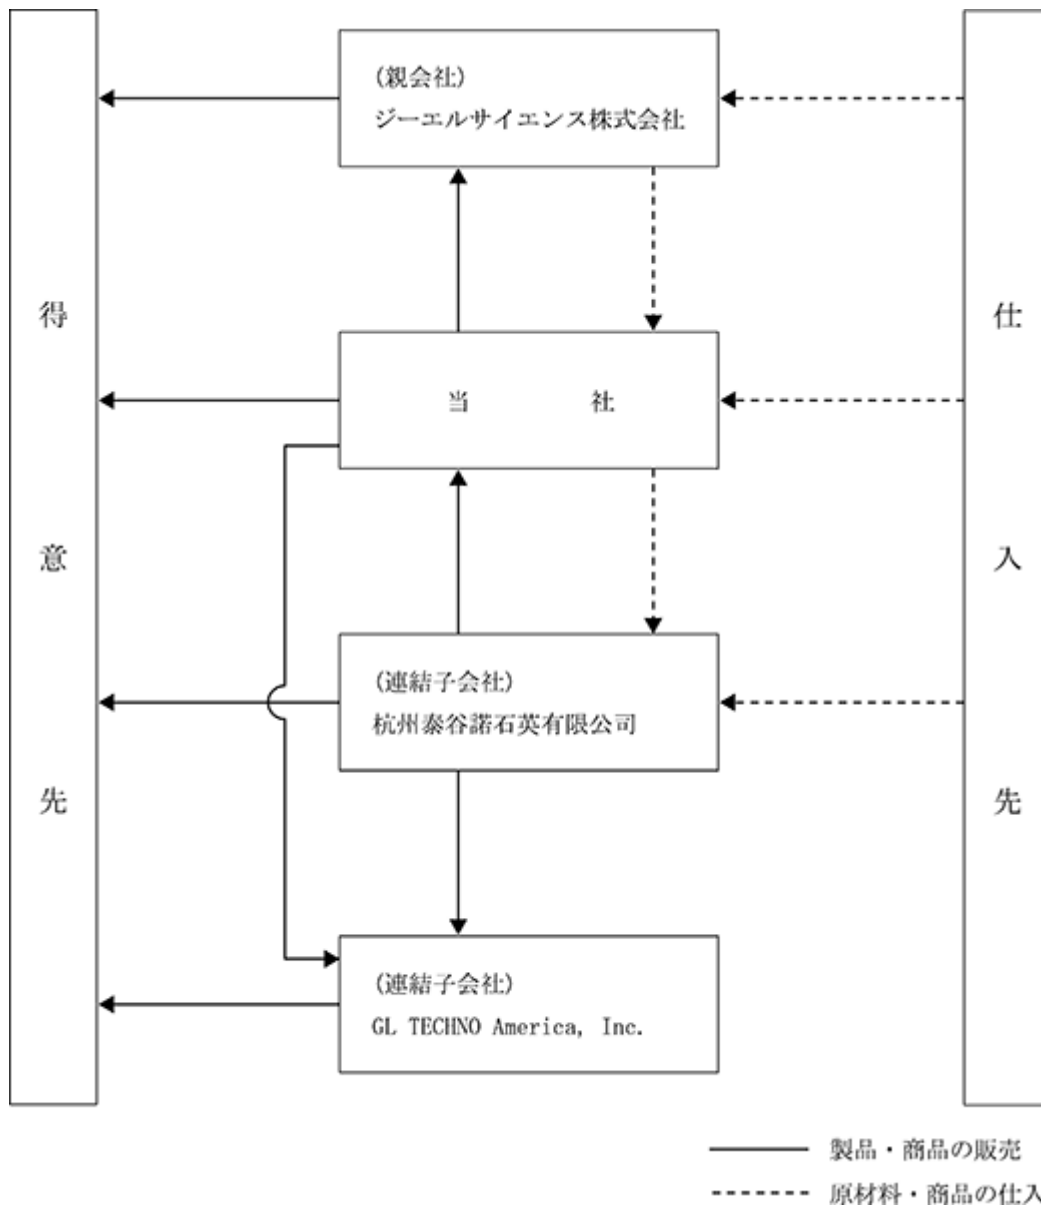 得意先
(親会社)
ジーエルサイエンス株式会社
当社
(連結子会社)
杭州泰谷諾石英有限公司
(連結子会社)
GL TECHNO America, Inc.
仕入先
製品・商品の販売
原材料・商品の仕入